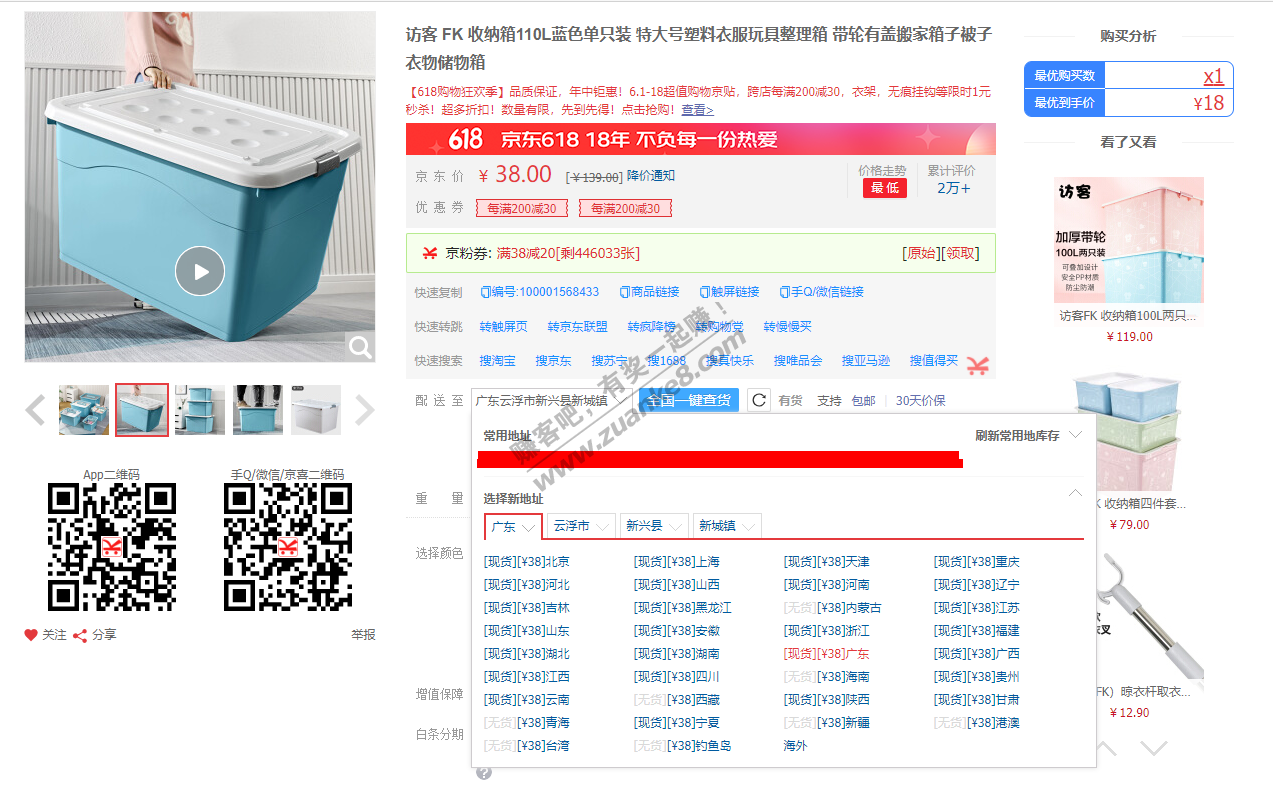 访客 FK 收纳箱110L蓝色单只装 特大号塑料衣服玩具整理箱 带轮有盖搬家箱子被子
衣物储物箱
【618购物狂欢季】品质保证，年中钜惠！6.1-18超值购物京贴，跨店每满200减30，衣架，无痕挂钩等限时1元
秒杀！超多折扣！数量有限，先到先得！点击抢购！查看>
618 京东618 18年 不负每一份热爱
京东价 ¥ 38.00 [¥139.00] 降价通知
价格走势 最低
累计评价 2万+
优惠券 每满200减30 每满200减30
京粉券: 满38减20[剩446033张] [原始][领取]
快速复制 编号:100001568433 商品链接 触屏链接 手Q/微信链接
快速转跳 转触屏页 转京东联盟 转疯降榜 转购物党 转慢慢买
快速搜索 搜淘宝 搜京东 搜苏宁 搜1688 搜真快乐 搜唯品会 搜亚马逊 搜值得买
配送至 广东云浮市新兴县新城镇 全国一键查货 有货 支持 包邮 30天价保
常用地址 刷新常用地库存
重量
选择新地址
广东 云浮市 新兴县 新城镇
选择颜色
[现货][¥38]北京 [现货][¥38]上海 [现货][¥38]天津 [现货][¥38]重庆
[现货][¥38]河北 [现货][¥38]山西 [现货][¥38]河南 [现货][¥38]辽宁
[现货][¥38]吉林 [现货][¥38]黑龙江 [无货][¥38]内蒙古 [现货][¥38]江苏
[现货][¥38]山东 [现货][¥38]安徽 [现货][¥38]浙江 [现货][¥38]福建
[现货][¥38]湖北 [现货][¥38]湖南 [现货][¥38]广东 [现货][¥38]广西
[现货][¥38]江西 [现货][¥38]四川 [无货][¥38]海南 [现货][¥38]贵州
[现货][¥38]云南 [无货][¥38]西藏 [现货][¥38]陕西 [现货][¥38]甘肃
[无货][¥38]青海 [现货][¥38]宁夏 [无货][¥38]新疆 [无货][¥38]港澳
[无货][¥38]台湾 [无货][¥38]钓鱼岛 海外
增值保障
白条分期
App二维码 手Q/微信/京喜二维码
关注 分享 举报
购买分析
最优购买数 x1
最优到手价 ¥18
看了又看
访客
加厚带轮
100L两只装
可叠加设计
安全PP材质
防尘防潮
访客FK 收纳箱100L两只...
¥119.00
K 收纳箱四件套...
¥79.00
衣叉
FK）晾衣杆取衣...
¥12.90
赚客吧，有奖一起赚！
www.zuanke8.com